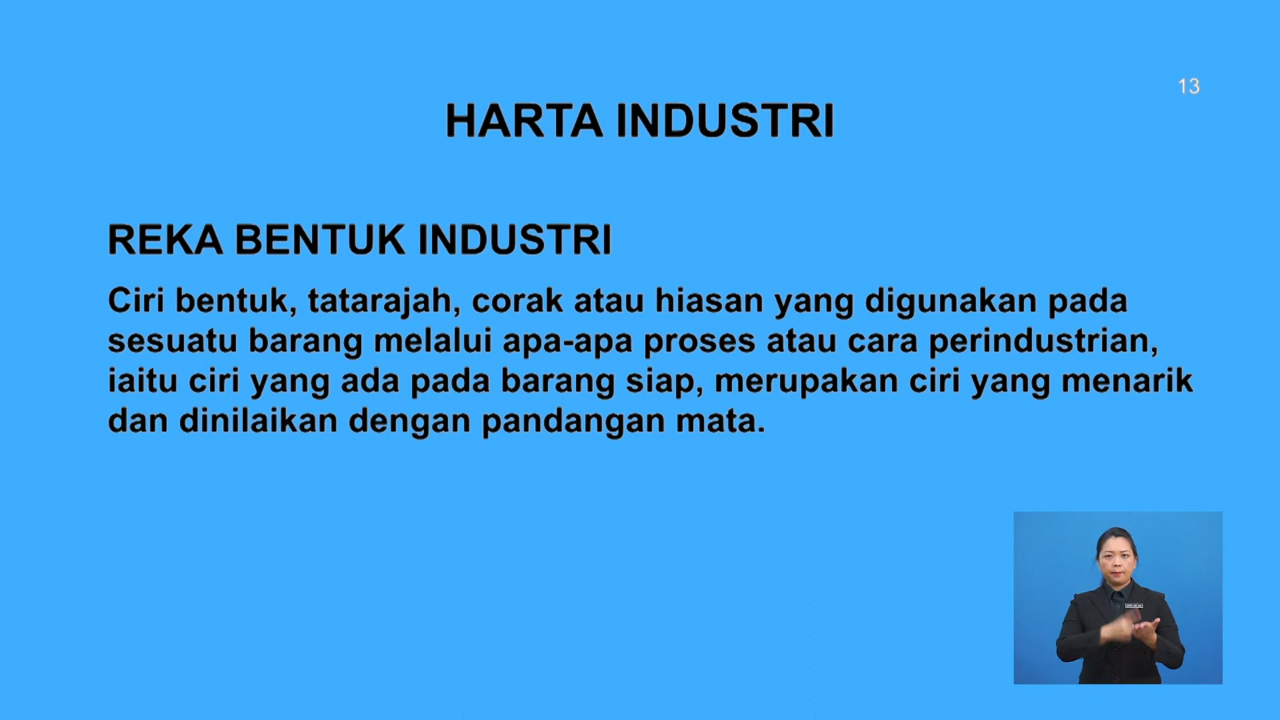 13
HARTA INDUSTRI
REKA BENTUK INDUSTRI
Ciri bentuk, tatarajah, corak atau hiasan yang digunakan pada
sesuatu barang melalui apa-apa proses atau cara perindustrian,
iaitu ciri yang ada pada barang siap, merupakan ciri yang menarik
dan dinilaikan dengan pandangan mata.